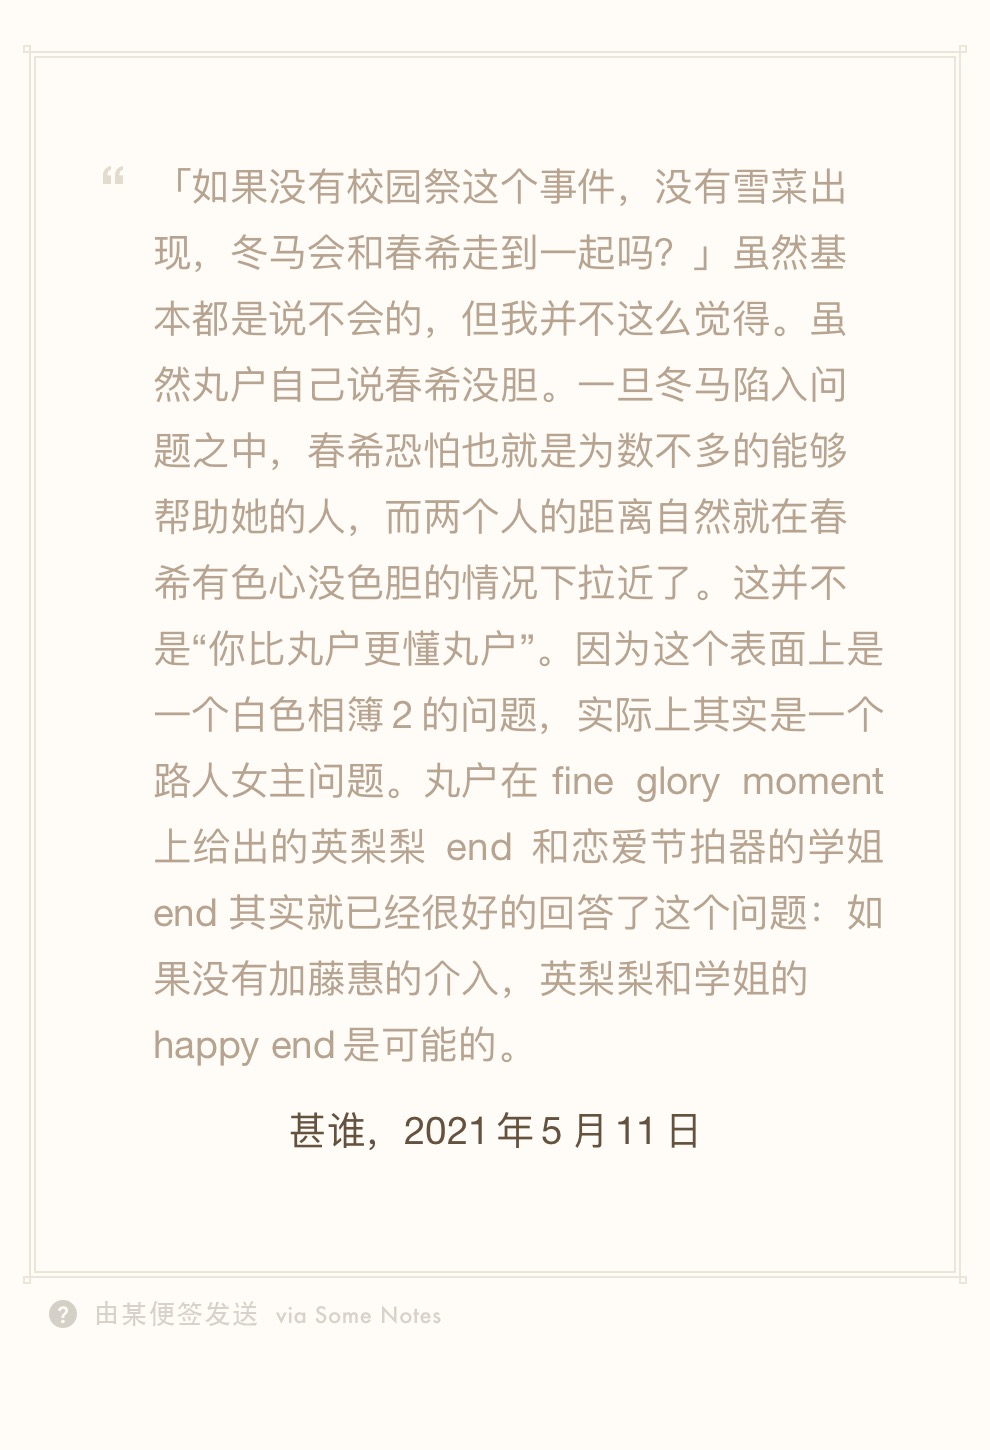 “
「如果没有校园祭这个事件，没有雪菜出
现，冬马会和春希走到一起吗？」虽然基
本都是说不会的，但我并不这么觉得。虽
然丸户自己说春希没胆。一旦冬马陷入问
题之中，春希恐怕也就是为数不多的能够
帮助她的人，而两个人的距离自然就在春
希有色心没色胆的情况下拉近了。这并不
是“你比丸户更懂丸户”。因为这个表面上是
一个白色相簿 2 的问题，实际上其实是一个
路人女主问题。丸户在 fine glory moment
上给出的英梨梨 end 和恋爱节拍器的学姐
end 其实就已经很好的回答了这个问题：如
果没有加藤惠的介入，英梨梨和学姐的
happy end 是可能的。
甚谁，2021 年 5 月 11 日
? 由某便签发送 via Some Notes